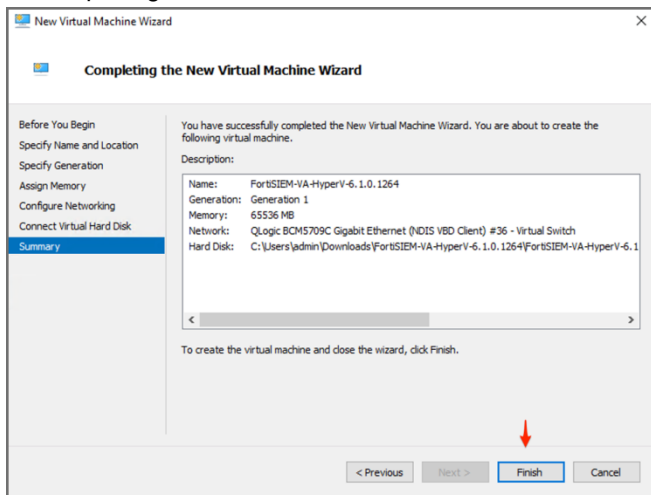 New Virtual Machine Wizard
Completing the New Virtual Machine Wizard
Before You Begin
Specify Name and Location
Specify Generation
Assign Memory
Configure Networking
Connect Virtual Hard Disk
Summary
You have successfully completed the New Virtual Machine Wizard. You are about to create the
following virtual machine.
Description:
Name: FortiSIEM-VA-HyperV-6.1.0.1264
Generation: Generation 1
Memory: 65536 MB
Network: QLogic BCM5709C Gigabit Ethernet (NDIS VBD Client) #36 - Virtual Switch
Hard Disk: C:\Users\admin\Downloads\FortiSIEM-VA-HyperV-6.1.0.1264\FortiSIEM-VA-HyperV-6.1
To create the virtual machine and close the wizard, click Finish.
< Previous
Next >
Finish
Cancel